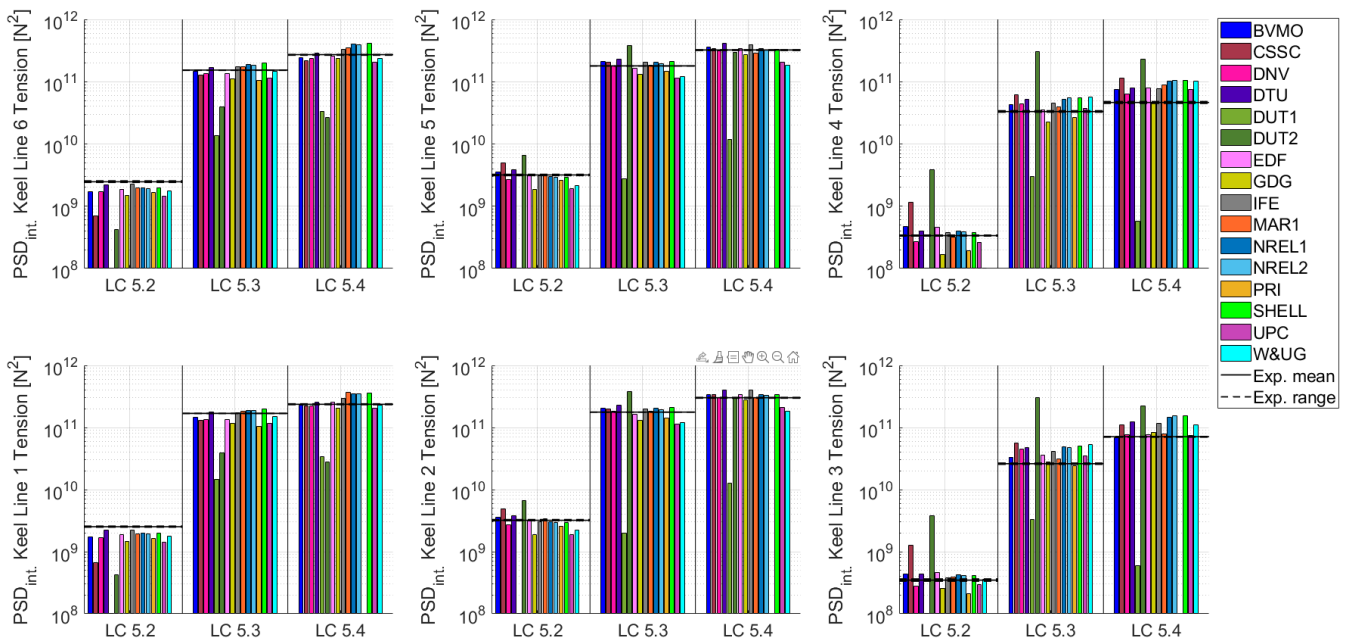 10^12
10^11
10^10
10^9
10^8
PSD_int. Keel Line 6 Tension [N^2]
LC 5.2 LC 5.3 LC 5.4
10^12
10^11
10^10
10^9
10^8
PSD_int. Keel Line 5 Tension [N^2]
LC 5.2 LC 5.3 LC 5.4
10^12
10^11
10^10
10^9
10^8
PSD_int. Keel Line 4 Tension [N^2]
LC 5.2 LC 5.3 LC 5.4
BVMO
CSSC
DNV
DTU
DUT1
DUT2
EDF
GDG
IFE
MAR1
NREL1
NREL2
PRI
SHELL
UPC
W&UG
Exp. mean
Exp. range
10^12
10^11
10^10
10^9
10^8
PSD_int. Keel Line 1 Tension [N^2]
LC 5.2 LC 5.3 LC 5.4
10^12
10^11
10^10
10^9
10^8
PSD_int. Keel Line 2 Tension [N^2]
LC 5.2 LC 5.3 LC 5.4
10^12
10^11
10^10
10^9
10^8
PSD_int. Keel Line 3 Tension [N^2]
LC 5.2 LC 5.3 LC 5.4